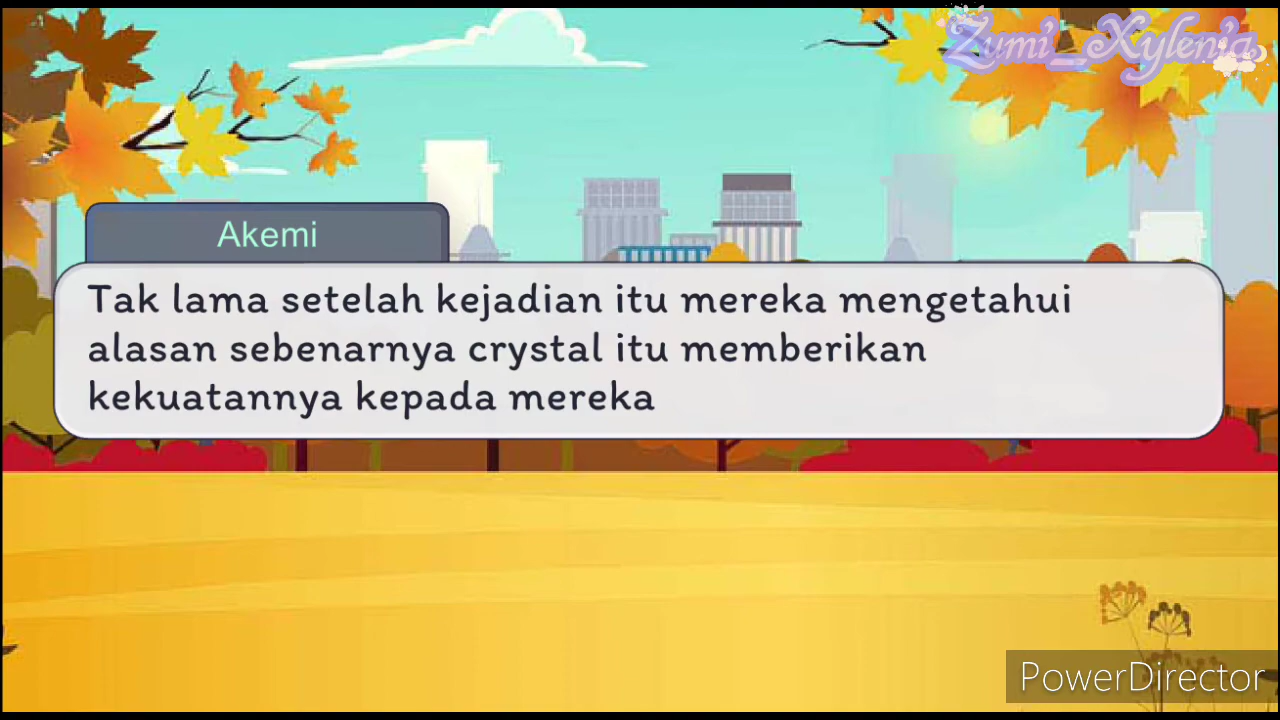 Zumi_Xylenia
Akemi
Tak lama setelah kejadian itu mereka mengetahui
alasan sebenarnya crystal itu memberikan
kekuatannya kepada mereka
PowerDirector